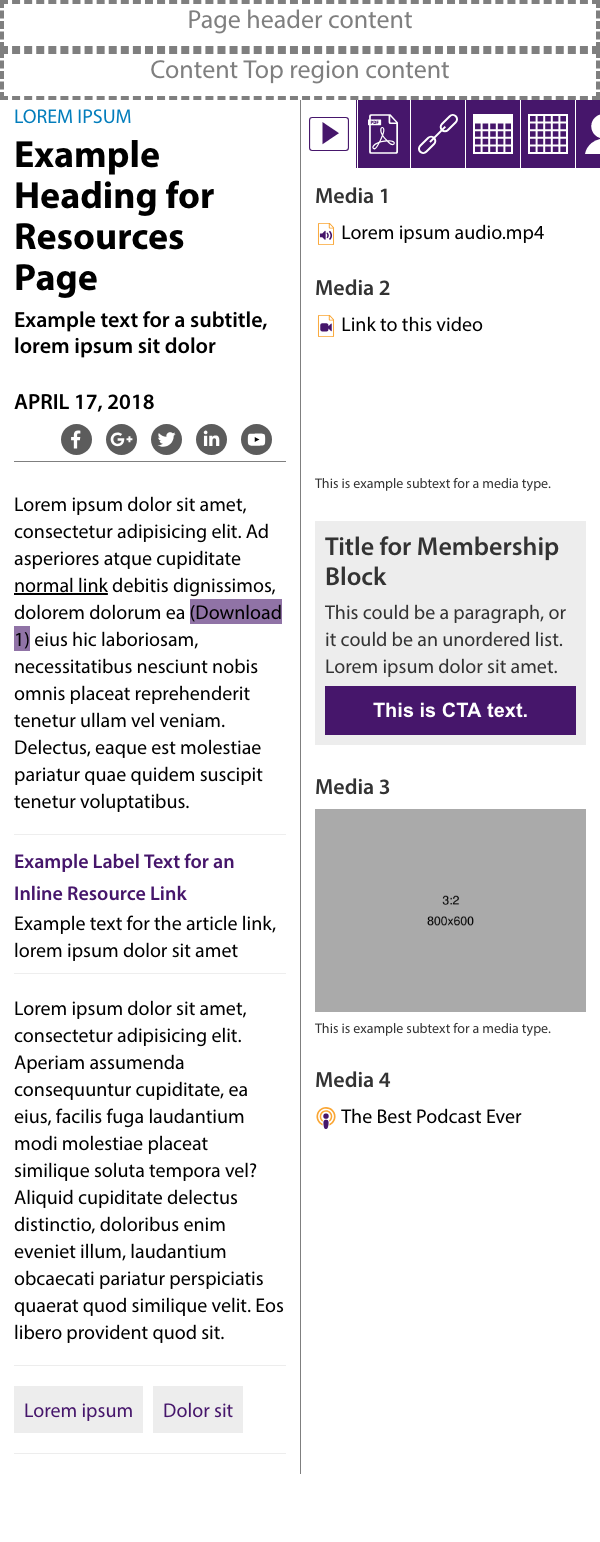 Page header content
Content Top region content
LOREM IPSUM
Example
Heading for
Resources
Page
Example text for a subtitle,
lorem ipsum sit dolor
APRIL 17, 2018
Lorem ipsum dolor sit amet,
consectetur adipisicing elit. Ad
asperiores atque cupiditate
normal link debitis dignissimos,
dolorem dolorum ea (Download
1) eius hic laboriosam,
necessitatibus nesciunt nobis
omnis placeat reprehenderit
tenetur ullam vel veniam.
Delectus, eaque est molestiae
pariatur quae quidem suscipit
tenetur voluptatibus.
Example Label Text for an
Inline Resource Link
Example text for the article link,
lorem ipsum dolor sit amet
Lorem ipsum dolor sit amet,
consectetur adipisicing elit.
Aperiam assumenda
consequuntur cupiditate, ea
eius, facilis fuga laudantium
modi molestiae placeat
similique soluta tempora vel?
Aliquid cupiditate delectus
distinctio, doloribus enim
eveniet illum, laudantium
obcaecati pariatur perspiciatis
quaerat quod similique velit. Eos
libero provident quod sit.
Lorem ipsum
Dolor sit
PDF
Media 1
Lorem ipsum audio.mp4
Media 2
Link to this video
This is example subtext for a media type.
Title for Membership
Block
This could be a paragraph, or
it could be an unordered list.
Lorem ipsum dolor sit amet.
This is CTA text.
Media 3
3:2
800x600
This is example subtext for a media type.
Media 4
The Best Podcast Ever